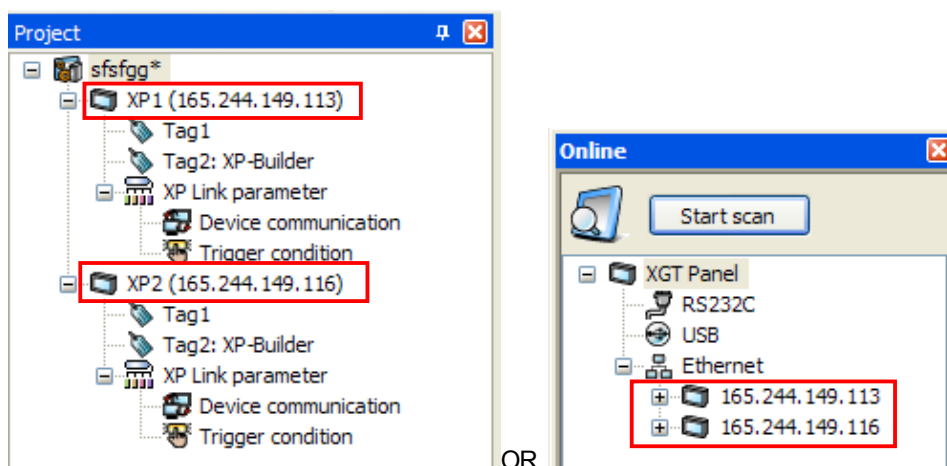 Project
sfsfgg*
XP1 (165.244.149.113)
Tag1
Tag2: XP-Builder
XP Link parameter
Device communication
Trigger condition
XP2 (165.244.149.116)
Tag1
Tag2: XP-Builder
XP Link parameter
Device communication
Trigger condition
OR
Online
Start scan
XGT Panel
RS232C
USB
Ethernet
165.244.149.113
165.244.149.116